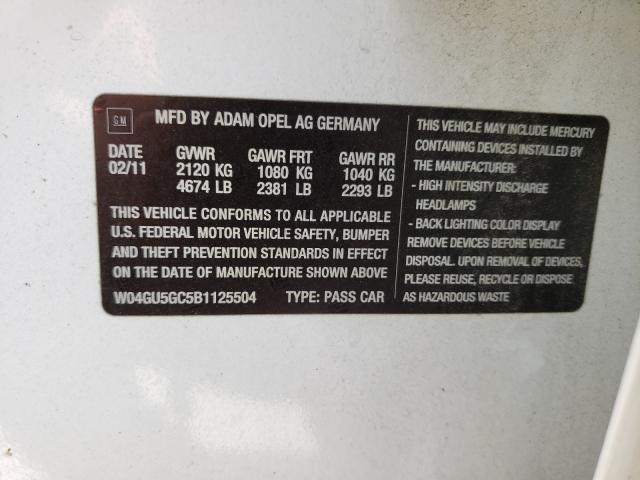 GM
MFD BY ADAM OPEL AG GERMANY
DATE GVWR GAWR FRT GAWR RR
02/11 2120 KG 1080 KG 1040 KG
4674 LB 2381 LB 2293 LB
THIS VEHICLE CONFORMS TO ALL APPLICABLE
U.S. FEDERAL MOTOR VEHICLE SAFETY, BUMPER
AND THEFT PREVENTION STANDARDS IN EFFECT
ON THE DATE OF MANUFACTURE SHOWN ABOVE
W04GU5GC5B1125504 TYPE: PASS CAR
THIS VEHICLE MAY INCLUDE MERCURY
CONTAINING DEVICES INSTALLED BY
THE MANUFACTURER:
- HIGH INTENSITY DISCHARGE
HEADLAMPS
- BACK LIGHTING COLOR DISPLAY
REMOVE DEVICES BEFORE VEHICLE
DISPOSAL. UPON REMOVAL OF DEVICES,
PLEASE REUSE, RECYCLE OR DISPOSE
AS HAZARDOUS WASTE